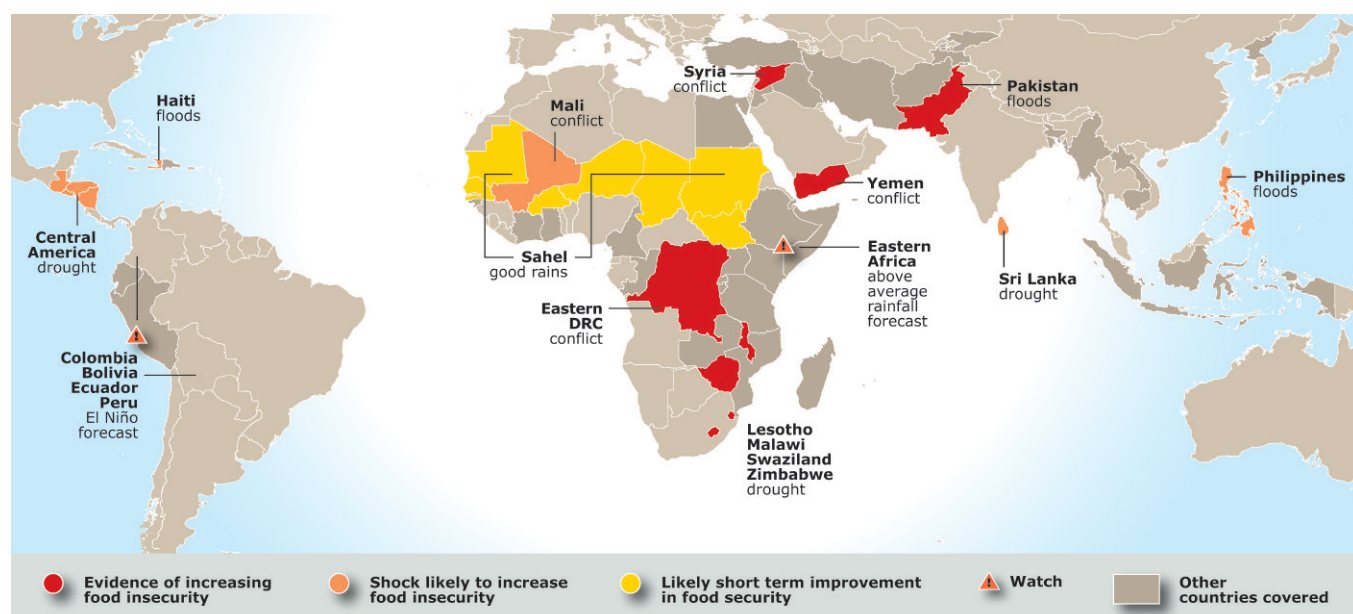 Haiti
floods
Central
America
drought
Colombia
Bolivia
Ecuador
Peru
El Niño
forecast
Mali
conflict
Sahel
good rains
Syria
conflict
Pakistan
floods
Yemen
conflict
Eastern
Africa
above
average
rainfall
forecast
Eastern
DRC
conflict
Lesotho
Malawi
Swaziland
Zimbabwe
drought
Sri Lanka
drought
Philippines
floods
Evidence of increasing
food insecurity
Shock likely to increase
food insecurity
Likely short term improvement
in food security
! Watch
Other
countries covered